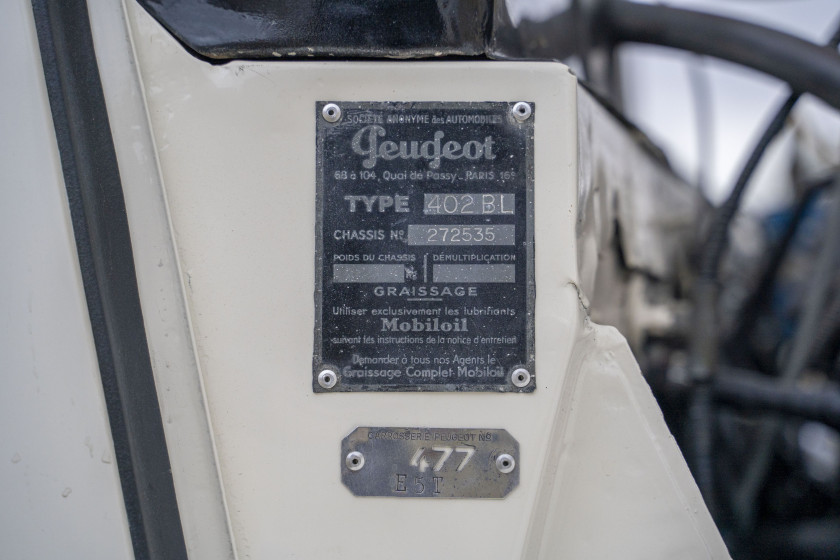 SOCIÉTÉ ANONYME des AUTOMOBILES
Peugeot
68 à 104, Quai de Passy - PARIS 16e
TYPE 402 BL
CHASSIS No 272535
POIDS DU CHASSIS DÉMULTIPLICATION
KG
GRAISSAGE
Utiliser exclusivement les lubrifiants
Mobiloil
suivant les instructions de la notice d'entretien
Demander à tous nos Agents le
Graissage Complet Mobiloil
CARROSSERIE PEUGEOT No
477
E5T